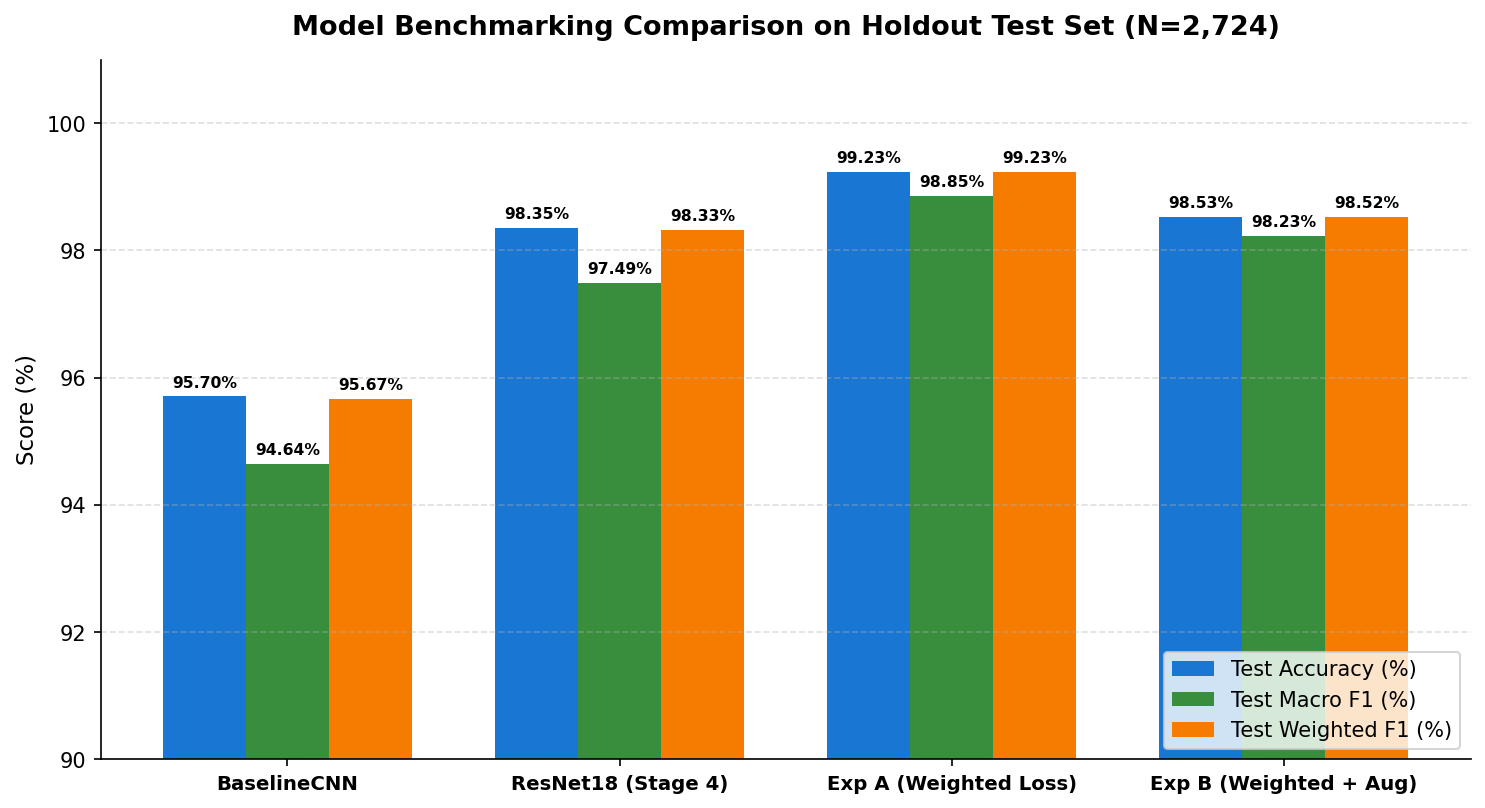 Model Benchmarking Comparison on Holdout Test Set (N=2,724)
Score (%)
100
98
96
94
92
90
95.70%
94.64%
95.67%
98.35%
97.49%
98.33%
99.23%
98.85%
99.23%
98.53%
98.23%
98.52%
Test Accuracy (%)
Test Macro F1 (%)
Test Weighted F1 (%)
BaselineCNN
ResNet18 (Stage 4)
Exp A (Weighted Loss)
Exp B (Weighted + Aug)